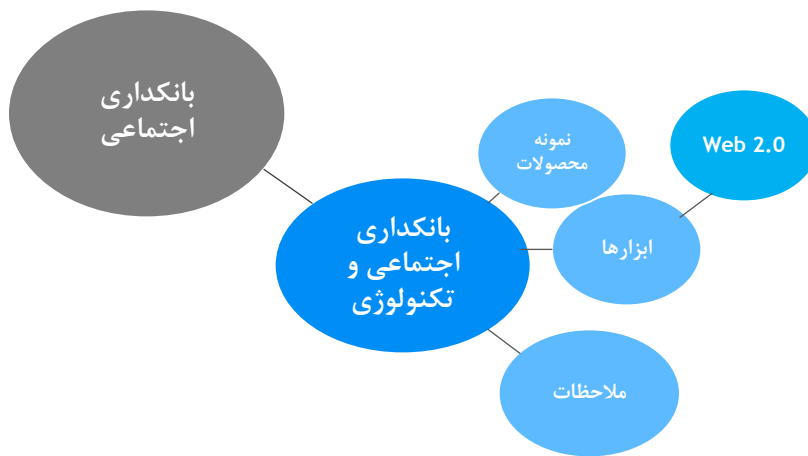 بانکداری
اجتماعی
نمونه
محصولات
Web 2.0
بانکداری
اجتماعی و
تکنولوژی
ابزارها
ملاحظات